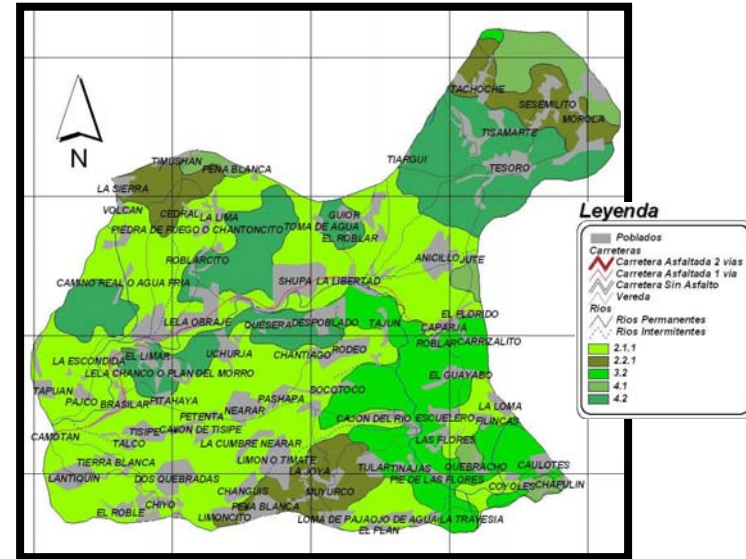 TACHOCHE
SESEMILITO
MOROLA
TISAMARTE
TIARGUI
TESORO
N
TIMUSHAN
PENA BLANCA
LA SIERRA
VOLCAN
CEDRAL
LA LIMA
PIEDRA DE FUEGO O CHANTONCITO
GUIOR
TOMA DE AGUA
EL ROBLAR
ROBLARCITO
ANICILLO
JUTE
CAMINO REAL O AGUA FRIA
SHUPA
LA LIBERTAD
LELA OBRAJE
QUESERA
DESPOBLADO
TAJUN
EL FLORIDO
CAPARJA
ROBLAR
CARRIZALITO
LA ESCONDIDA
EL LIMAR
UCHURJA
CHANTIAGO
RODEO
LELA CHANCO O PLAN DEL MORRO
EL GUAYABO
TAPUAN
PAJCO
BRASILAR
PITAHAYA
PASHAPA
SOCOTOCO
LA LOMA
PETENTA
NEARAR
CAJON DEL RIO
ESCUELERO
FLINCAS
CAMOTAN
TISIPE
CAJON DE TISIPE
TALCO
LA CUMBRE NEARAR
LAS FLORES
TIERRA BLANCA
LIMON O TIMATE
LA JOYA
TULAR
TINAJAS
QUEBRACHO
CAULOTES
LANTIQUIN
DOS QUEBRADAS
PIE DE LAS FLORES
CHANGUIS
MUYURCO
COYOLES
CHAPULIN
CHIYO
PENA BLANCA
EL ROBLE
LIMONCITO
LOMA DE PAJA
OJO DE AGUA
LA TRAVESIA
EL PLAN
Leyenda
Poblados
Carreteras
Carretera Asfaltada 2 vias
Carretera Asfaltada 1 via
Carretera Sin Asfalto
Vereda
Rios
Rios Permanentes
Rios Intermitentes
2.1.1
2.2.1
3.2
4.1
4.2